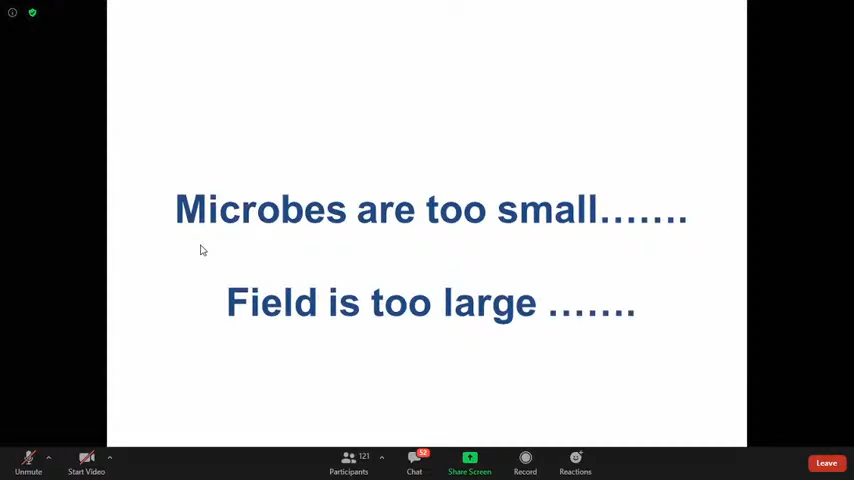 Microbes are too small…….
Field is too large …….
Unmute
Start Video
121
Participants
52
Chat
Share Screen
Record
Reactions
Leave